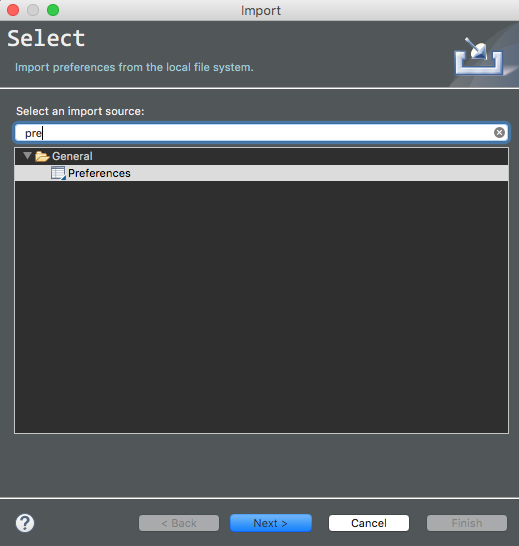 Import
Select
Import preferences from the local file system.
Select an import source:
pre
General
Preferences
?
< Back
Next >
Cancel
Finish